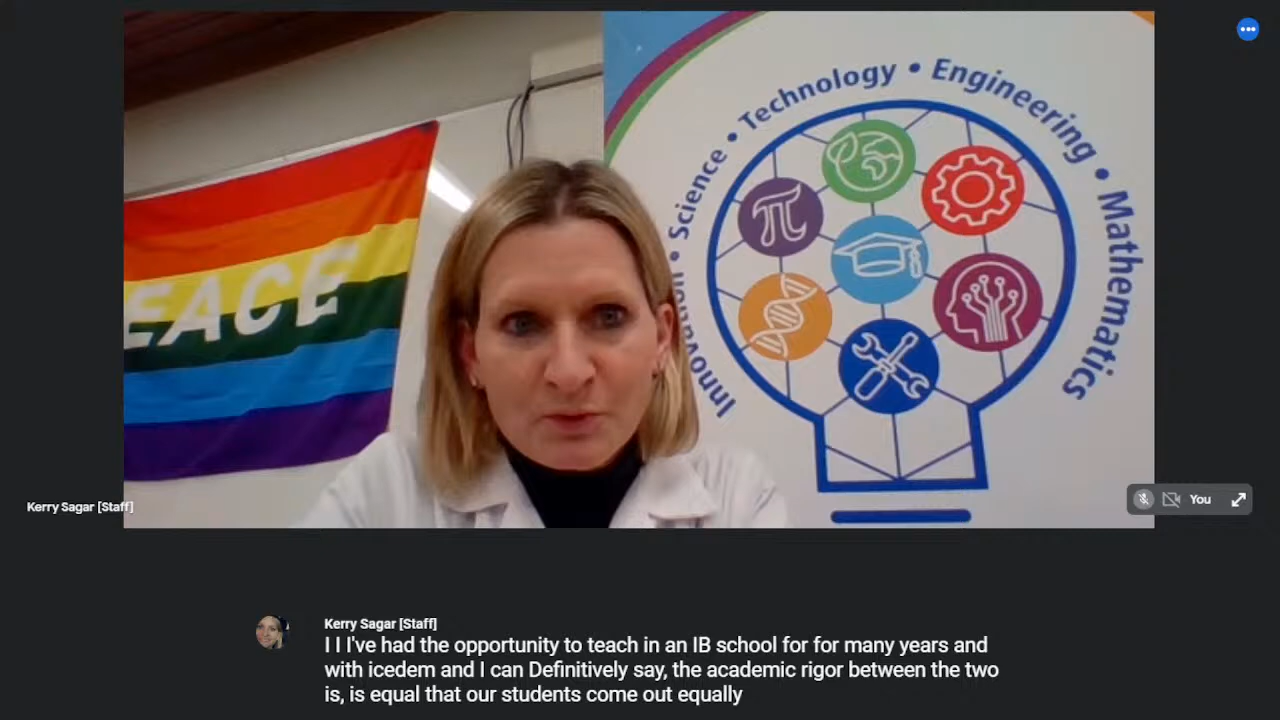 Innovation • Science • Technology • Engineering • Mathematics
π
EACE
Kerry Sagar [Staff]
You
Kerry Sagar [Staff]
I I I've had the opportunity to teach in an IB school for for many years and
with icedem and I can Definitively say, the academic rigor between the two
is, is equal that our students come out equally